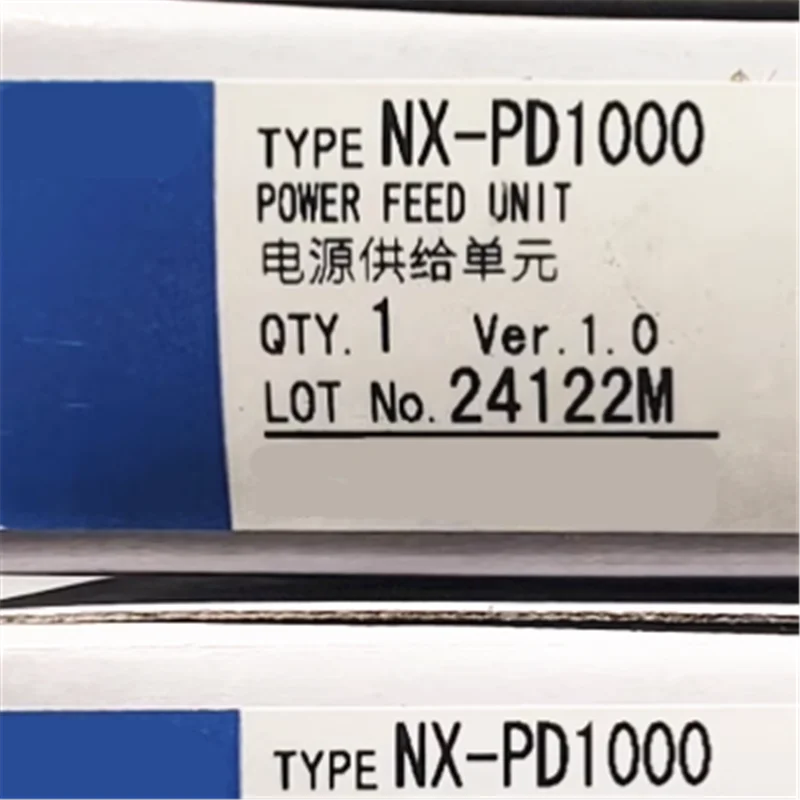 TYPE NX-PD1000
POWER FEED UNIT
电源供给单元
QTY. 1 Ver. 1.0
LOT No. 24122M
TYPE NX-PD1000